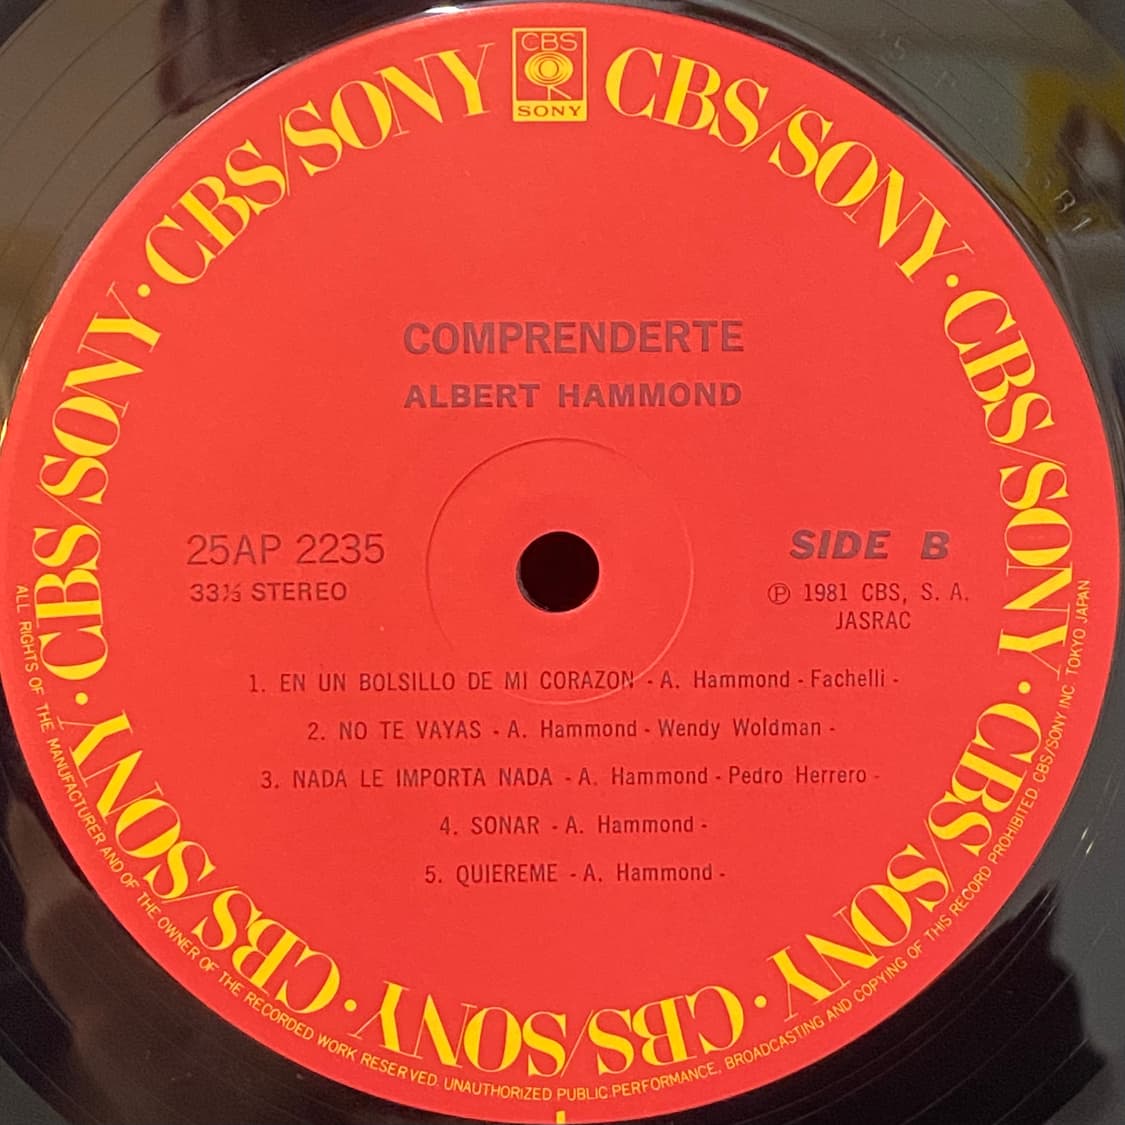 CBS
SONY
CBS/SONY · CBS/SONY · CBS/SONY · CBS/SONY · CBS/SONY · CBS/SONY · CBS/SONY · CBS/SONY
COMPRENDERTE
ALBERT HAMMOND
25AP 2235
33⅓ STEREO
SIDE B
Ⓟ 1981 CBS, S. A.
JASRAC
1. EN UN BOLSILLO DE MI CORAZON - A. Hammond - Fachelli -
2. NO TE VAYAS - A. Hammond - Wendy Woldman -
3. NADA LE IMPORTA NADA - A. Hammond - Pedro Herrero -
4. SONAR - A. Hammond -
5. QUIEREME - A. Hammond -
ALL RIGHTS OF THE MANUFACTURER AND OF THE OWNER OF THE RECORDED WORK RESERVED. UNAUTHORIZED PUBLIC PERFORMANCE, BROADCASTING AND COPYING OF THIS RECORD PROHIBITED CBS/SONY INC. TOKYO JAPAN